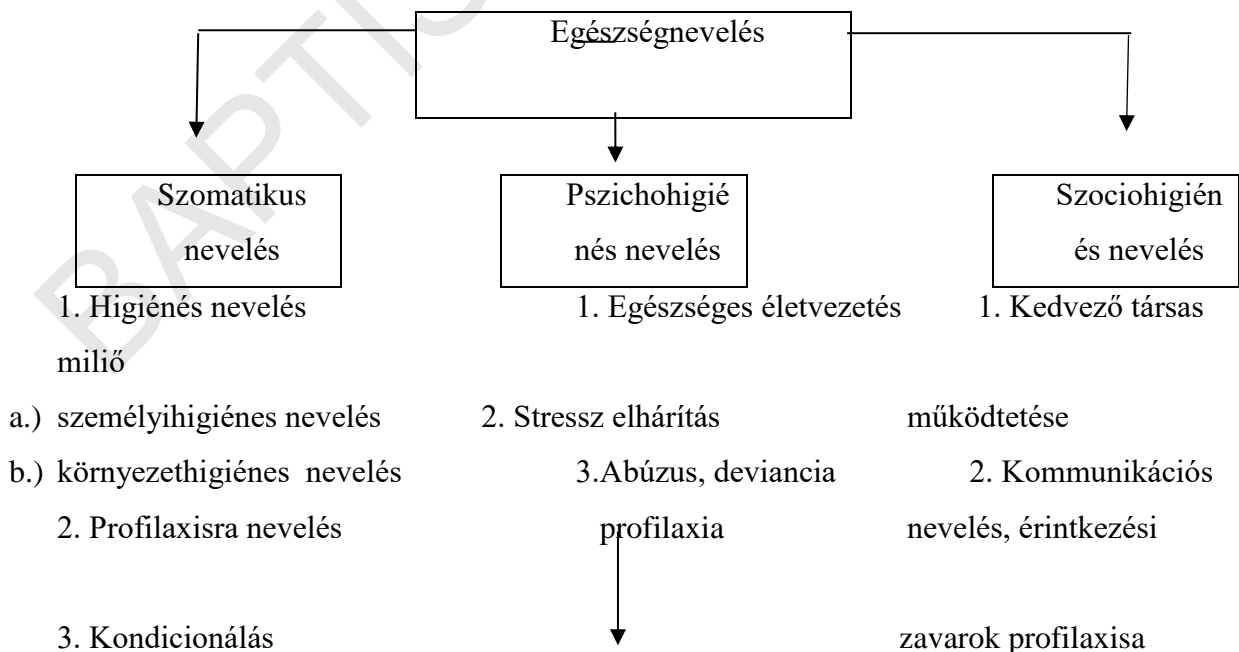 Egészségnevelés
Szomatikus
nevelés
Pszichohigié
nés nevelés
Szociohigién
és nevelés
1. Higiénés nevelés 1. Egészséges életvezetés 1. Kedvező társas
miliő
a.) személyihigiénes nevelés 2. Stressz elhárítás működtetése
b.) környezethigiénes nevelés 3.Abúzus, deviancia 2. Kommunikációs
2. Profilaxisra nevelés profilaxia nevelés, érintkezési
3. Kondicionálás zavarok profilaxisa